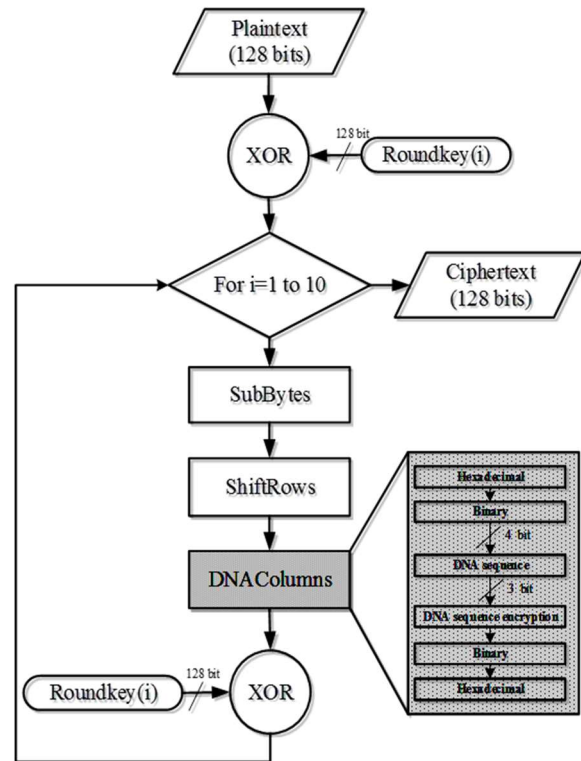 Plaintext
(128 bits)
XOR
128 bit
Roundkey(i)
For i=1 to 10
Ciphertext
(128 bits)
SubBytes
ShiftRows
DNAColumns
Hexadecimal
Binary
4 bit
DNA sequence
3 bit
DNA sequence encryption
Binary
Hexadecimal
Roundkey(i)
128 bit
XOR